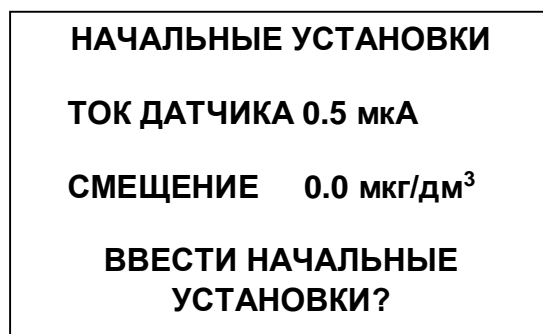 НАЧАЛЬНЫЕ УСТАНОВКИ
ТОК ДАТЧИКА 0.5 мкА
СМЕЩЕНИЕ 0.0 мкг/дм³
ВВЕСТИ НАЧАЛЬНЫЕ
УСТАНОВКИ?